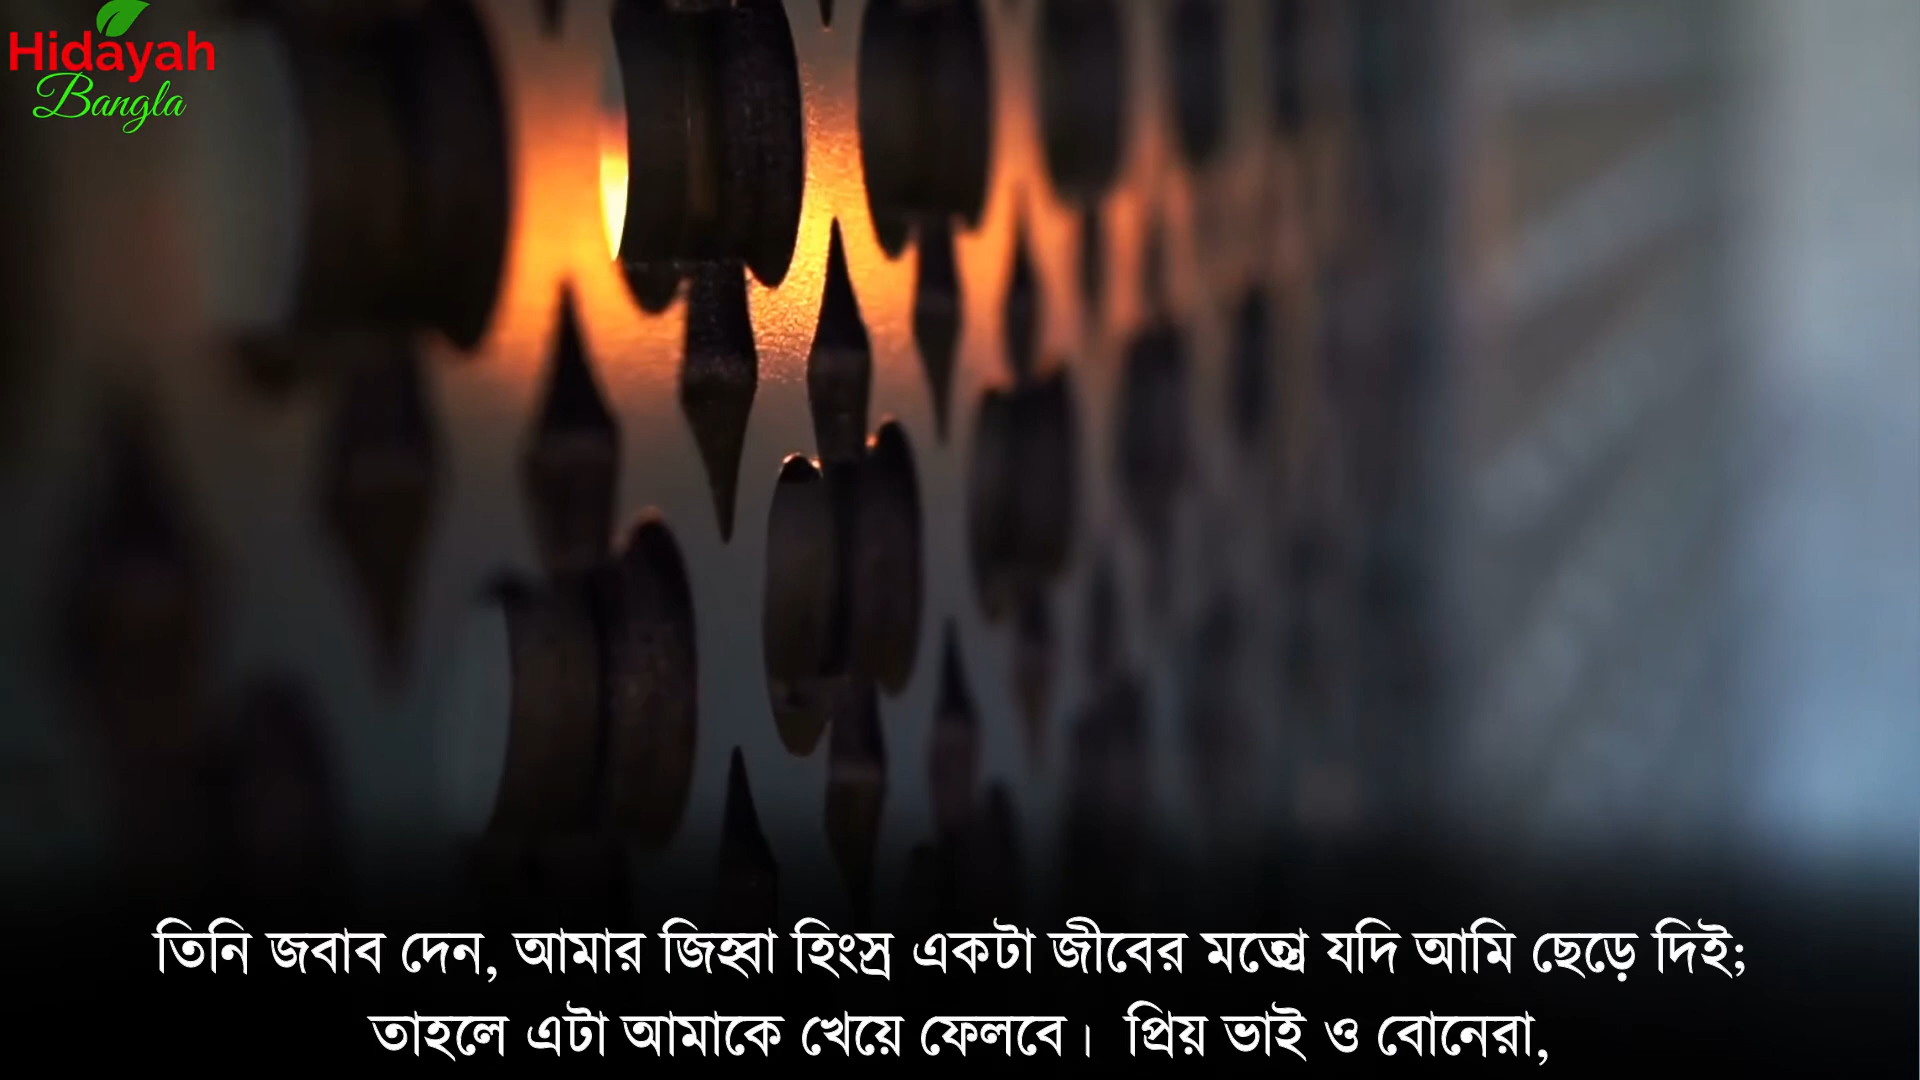 Hidayah
Bangla
তিনি জবাব দেন, আমার জিহ্বা হিংস্র একটা জীবের মতো যদি আমি ছেড়ে দিই;
তাহলে এটা আমাকে খেয়ে ফেলবে। প্রিয় ভাই ও বোনেরা,